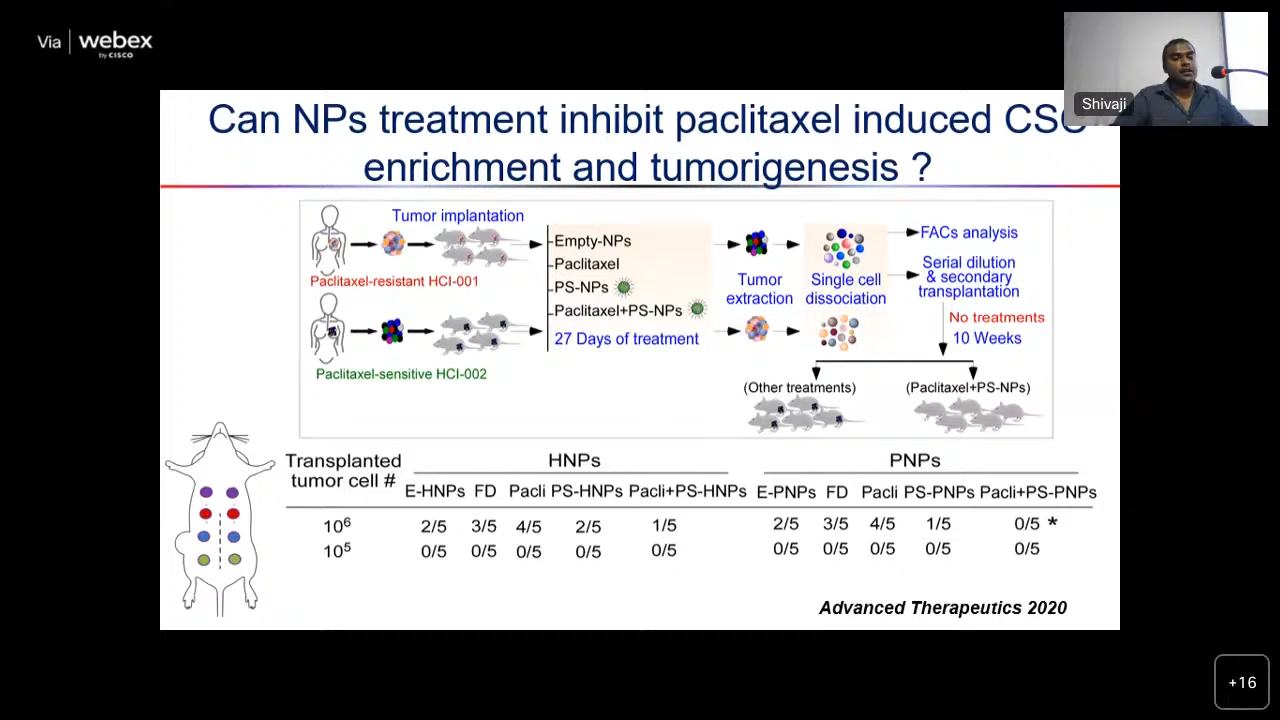 Via | webex
by CISCO
Shivaji
Can NPs treatment inhibit paclitaxel induced CSC
enrichment and tumorigenesis ?
Tumor implantation
Paclitaxel-resistant HCI-001
Paclitaxel-sensitive HCI-002
Empty-NPs
Paclitaxel
PS-NPs
Paclitaxel+PS-NPs
27 Days of treatment
Tumor
extraction
Single cell
dissociation
FACs analysis
Serial dilution
& secondary
transplantation
No treatments
10 Weeks
(Other treatments)
(Paclitaxel+PS-NPs)
Transplanted
tumor cell #
HNPs
PNPs
E-HNPs FD Pacli PS-HNPs Pacli+PS-HNPs E-PNPs FD Pacli PS-PNPs Pacli+PS-PNPs
10⁶ 2/5 3/5 4/5 2/5 1/5 2/5 3/5 4/5 1/5 0/5 *
10⁵ 0/5 0/5 0/5 0/5 0/5 0/5 0/5 0/5 0/5 0/5
Advanced Therapeutics 2020
+16